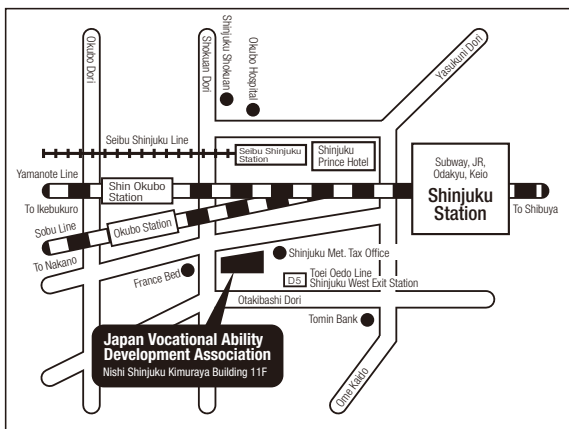 Okubo Dori
Shokuan Dori
Shinjuku Shokuan
Okubo Hospital
Yasukuni Dori
Seibu Shinjuku Line
Seibu Shinjuku
Station
Shinjuku
Prince Hotel
Subway, JR,
Odakyu, Keio
Shinjuku
Station
Yamanote Line
Shin Okubo
Station
To Ikebukuro
To Shibuya
Sobu Line
Okubo Station
To Nakano
France Bed
Shinjuku Met. Tax Office
D5
Toei Oedo Line
Shinjuku West Exit Station
Otakibashi Dori
Tomin Bank
Ome Kaido
Japan Vocational Ability
Development Association
Nishi Shinjuku Kimuraya Building 11F